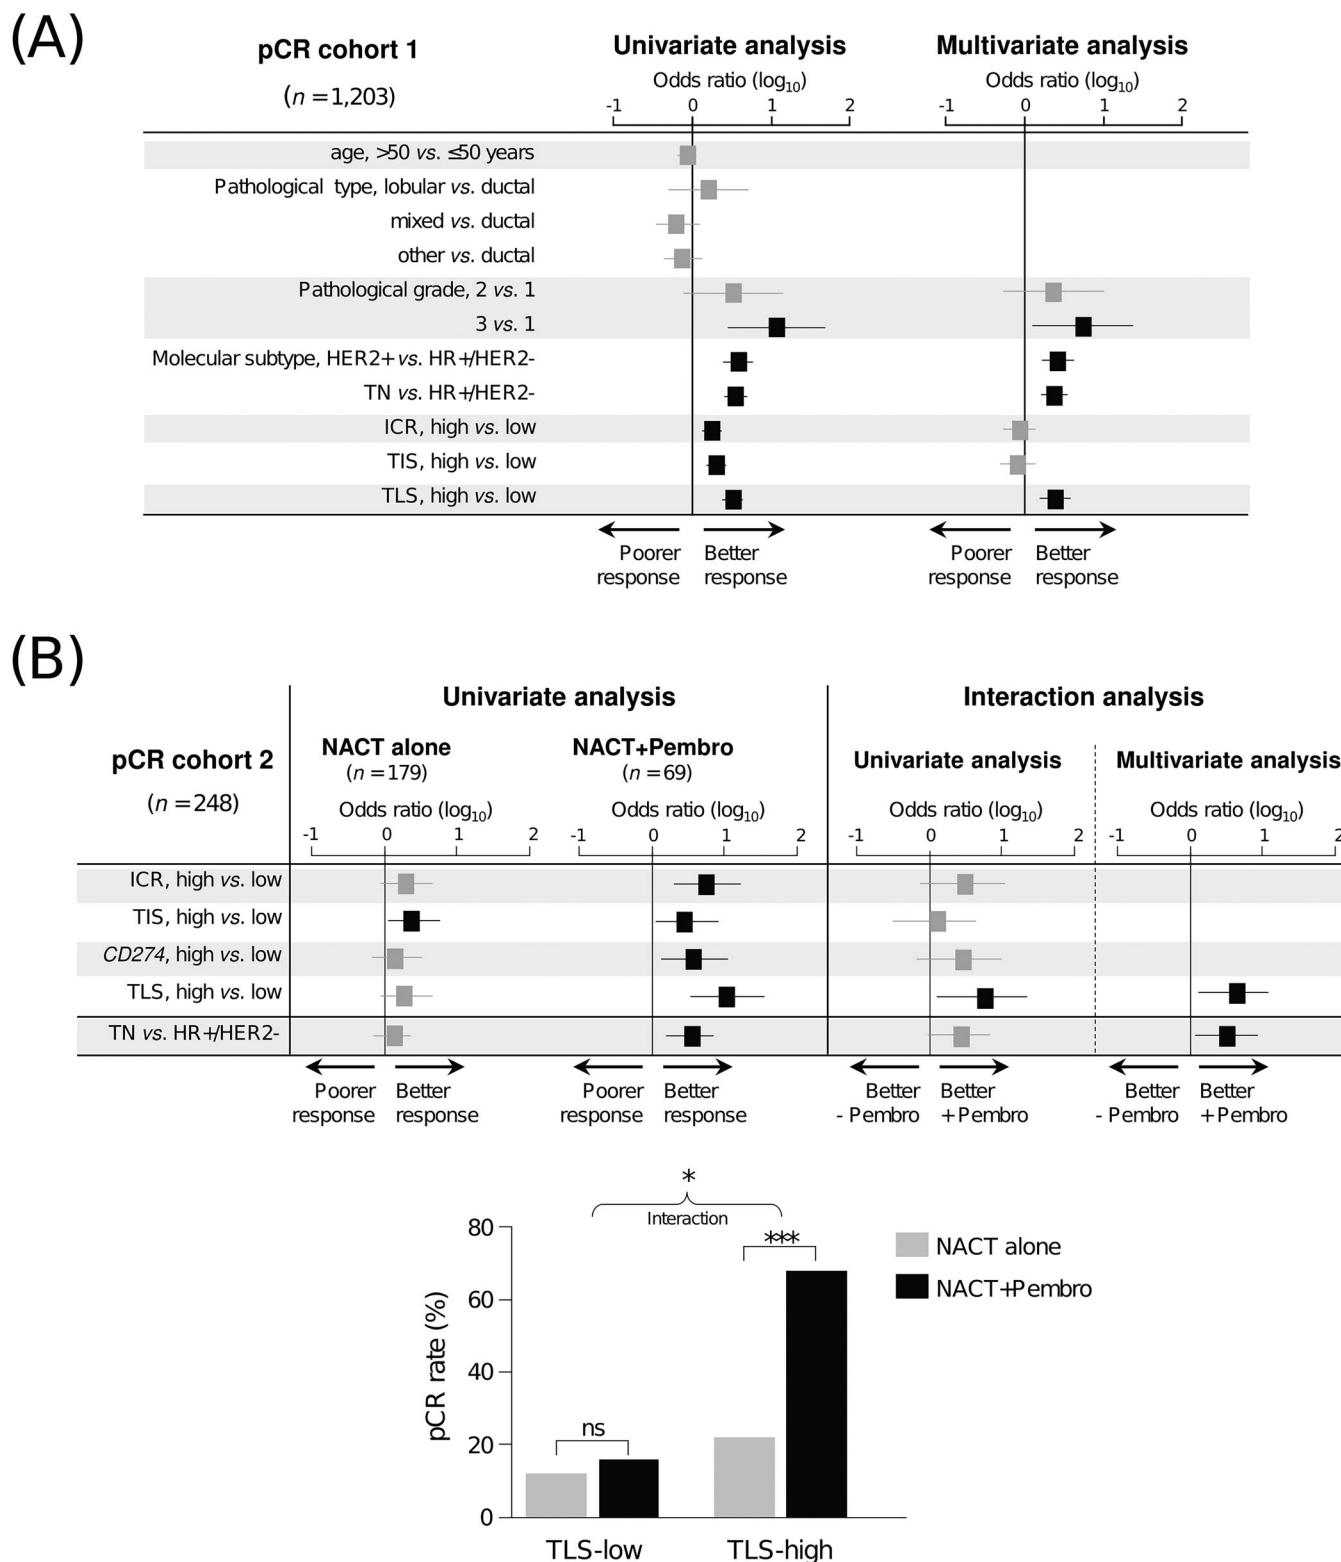 (A)
pCR cohort 1
(n = 1,203)
Univariate analysis
Odds ratio (log10)
-1 0 1 2
Multivariate analysis
Odds ratio (log10)
-1 0 1 2
age, >50 vs. ≤50 years
Pathological type, lobular vs. ductal
mixed vs. ductal
other vs. ductal
Pathological grade, 2 vs. 1
3 vs. 1
Molecular subtype, HER2+ vs. HR+/HER2-
TN vs. HR+/HER2-
ICR, high vs. low
TIS, high vs. low
TLS, high vs. low
Poorer
response
Better
response
Poorer
response
Better
response
(B)
pCR cohort 2
(n = 248)
Univariate analysis
NACT alone
(n = 179)
Odds ratio (log10)
-1 0 1 2
NACT+Pembro
(n = 69)
Odds ratio (log10)
-1 0 1 2
Interaction analysis
Univariate analysis
Odds ratio (log10)
-1 0 1 2
Multivariate analysis
Odds ratio (log10)
-1 0 1 2
ICR, high vs. low
TIS, high vs. low
CD274, high vs. low
TLS, high vs. low
TN vs. HR+/HER2-
Poorer
response
Better
response
Poorer
response
Better
response
Better
- Pembro
Better
+ Pembro
Better
- Pembro
Better
+ Pembro
*
Interaction
***
ns
pCR rate (%)
80
60
40
20
0
TLS-low
TLS-high
NACT alone
NACT+Pembro